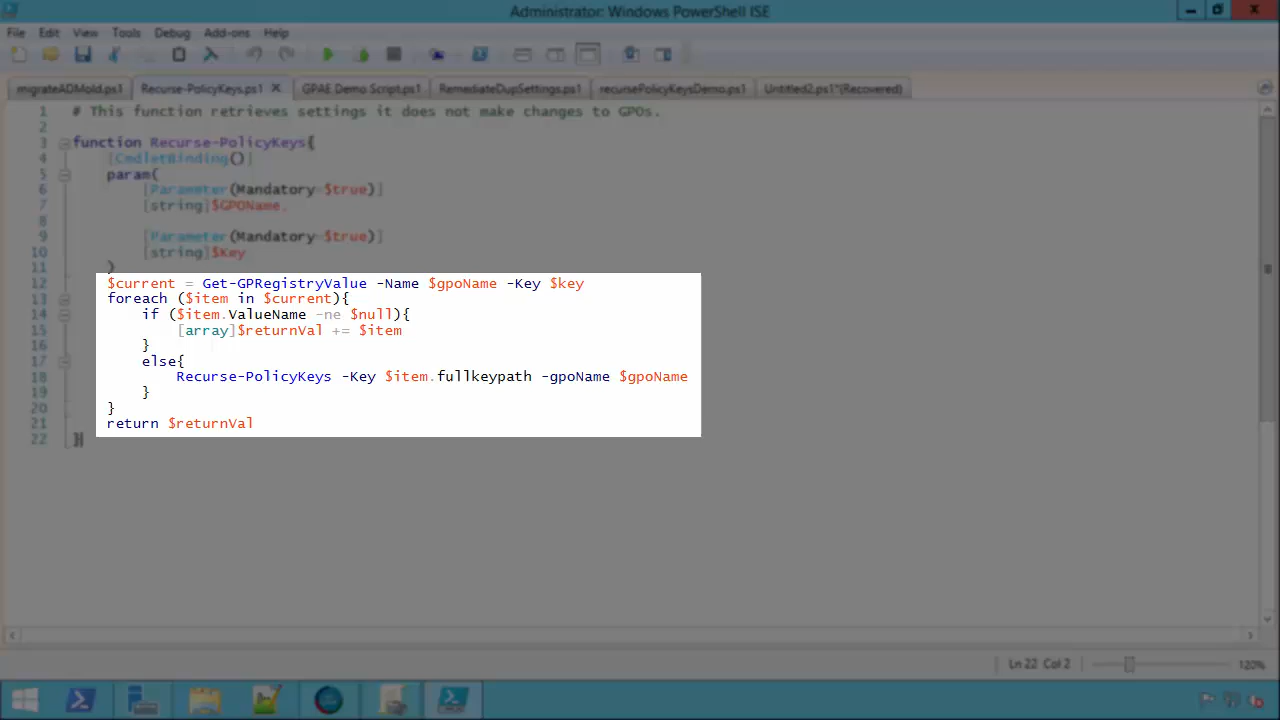 Administrator: Windows PowerShell ISE
File Edit View Tools Debug Add-ons Help
migrateADMold.ps1 Recurse-PolicyKeys.ps1 GPAE Demo Script.ps1 RemediateDupSettings.ps1 recursePolicyKeysDemo.ps1 Untitled2.ps1*(Recovered)
1 # This function retrieves settings it does not make changes to GPOs.
2
3 function Recurse-PolicyKeys{
4 [CmdletBinding()]
5 param(
6 [Parameter(Mandatory=$true)]
7 [string]$GPOName,
8
9 [Parameter(Mandatory=$true)]
10 [string]$Key
11 )
12 $current = Get-GPRegistryValue -Name $gpoName -Key $key
13 foreach ($item in $current){
14 if ($item.ValueName -ne $null){
15 [array]$returnVal += $item
16 }
17 else{
18 Recurse-PolicyKeys -Key $item.fullkeypath -gpoName $gpoName
19 }
20 }
21 return $returnVal
22 }
Ln 22 Col 2 120%